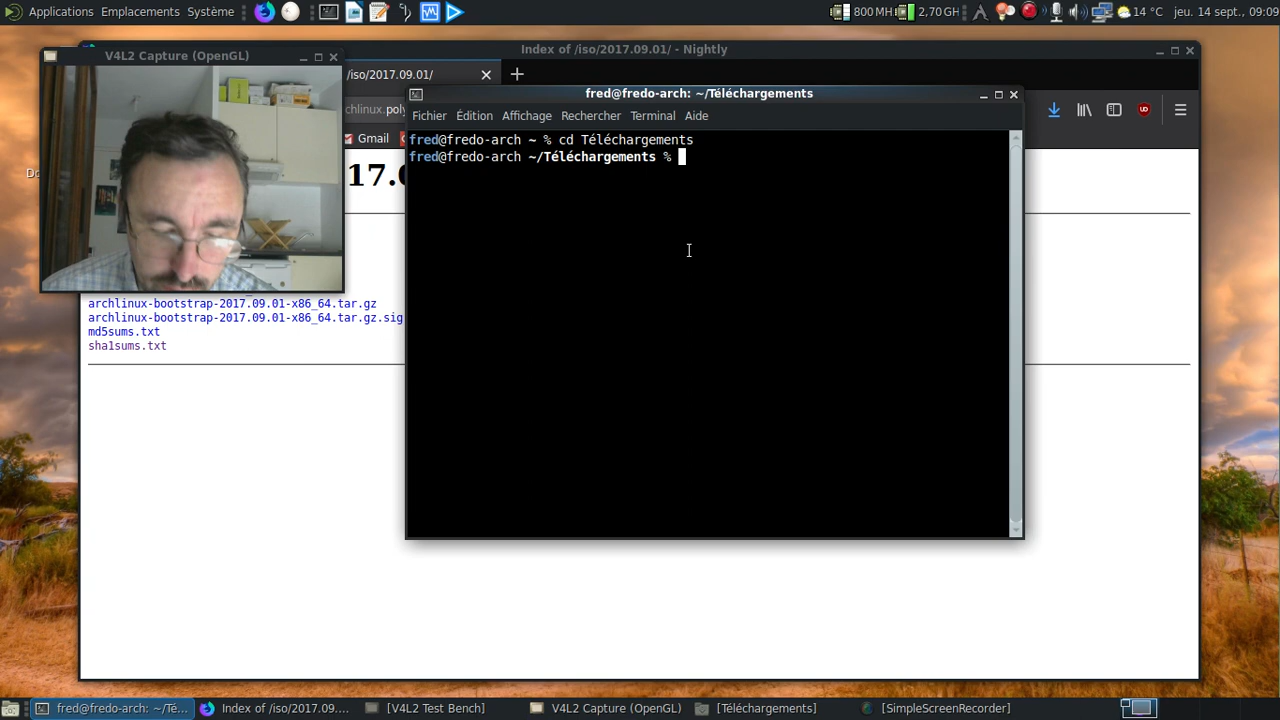 Applications Emplacements Système
800 MH 2,70GH 14 °C jeu. 14 sept., 09:09
V4L2 Capture (OpenGL)
Index of /iso/2017.09.01/ - Nightly
/iso/2017.09.01/
Gmail
17.0
fred@fredo-arch: ~/Téléchargements
Fichier Édition Affichage Rechercher Terminal Aide
fred@fredo-arch ~ % cd Téléchargements
fred@fredo-arch ~/Téléchargements %
archlinux-bootstrap-2017.09.01-x86_64.tar.gz
archlinux-bootstrap-2017.09.01-x86_64.tar.gz.sig
md5sums.txt
sha1sums.txt
fred@fredo-arch: ~/Té... Index of /iso/2017.09.... [V4L2 Test Bench] V4L2 Capture (OpenGL) [Téléchargements] [SimpleScreenRecorder]